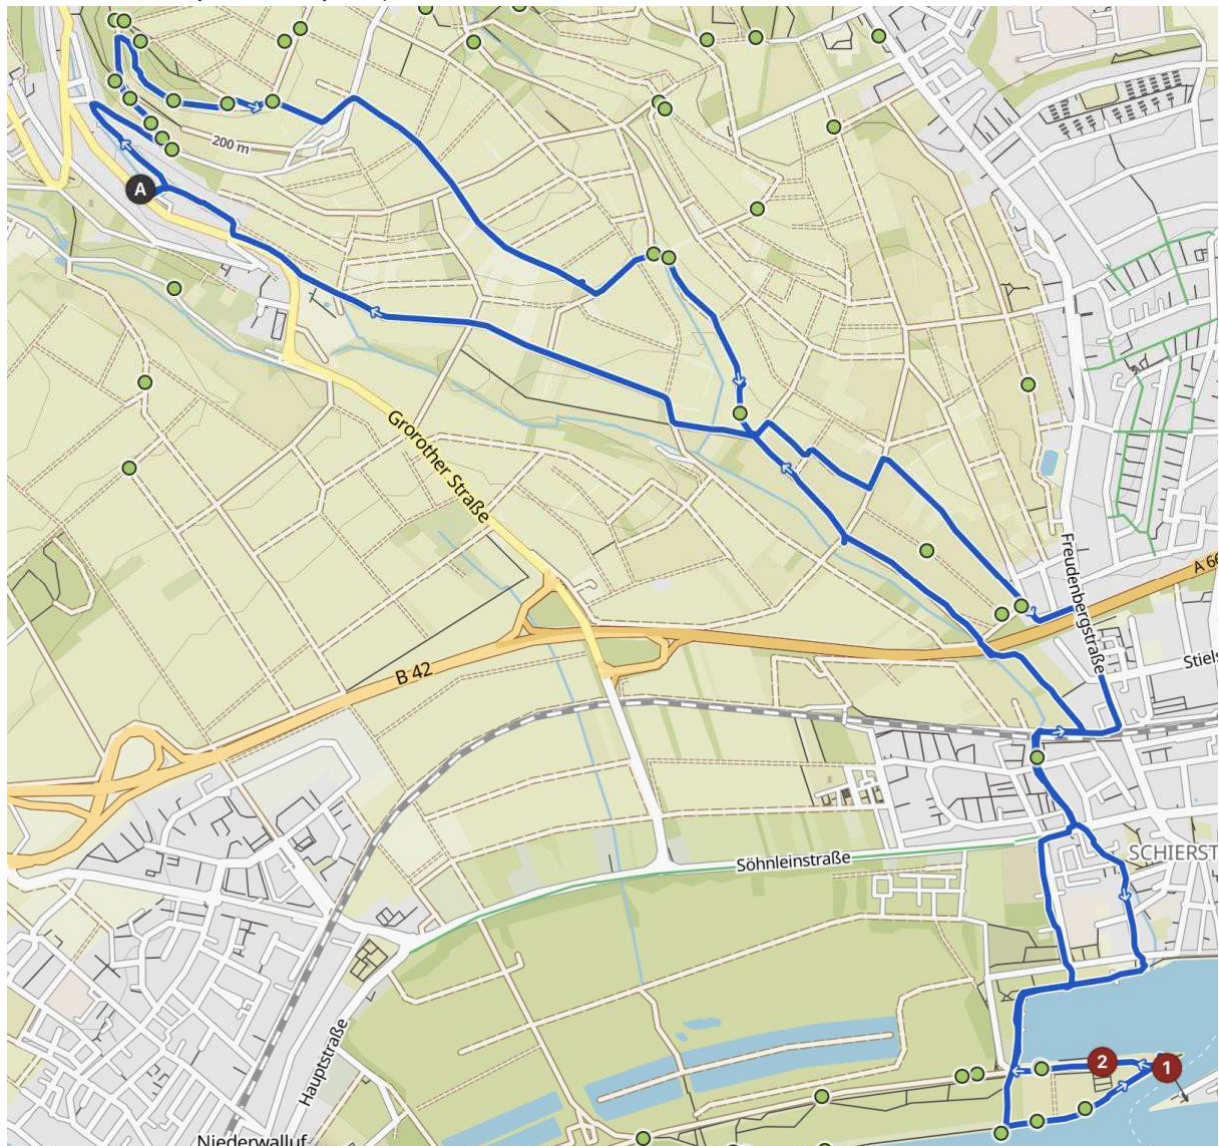 200 m
A
Grorother Straße
Freudenbergstraße
A 66
B 42
Stiels
Söhnleinstraße
SCHIERST
2
1
Hauptstraße
Niederwalluf